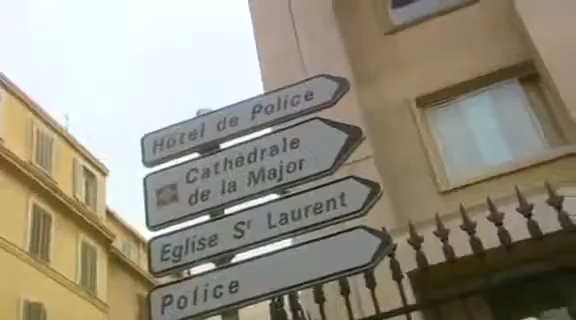 Hôtel de Police
Cathédrale
de la Major
Eglise St Laurent
Police